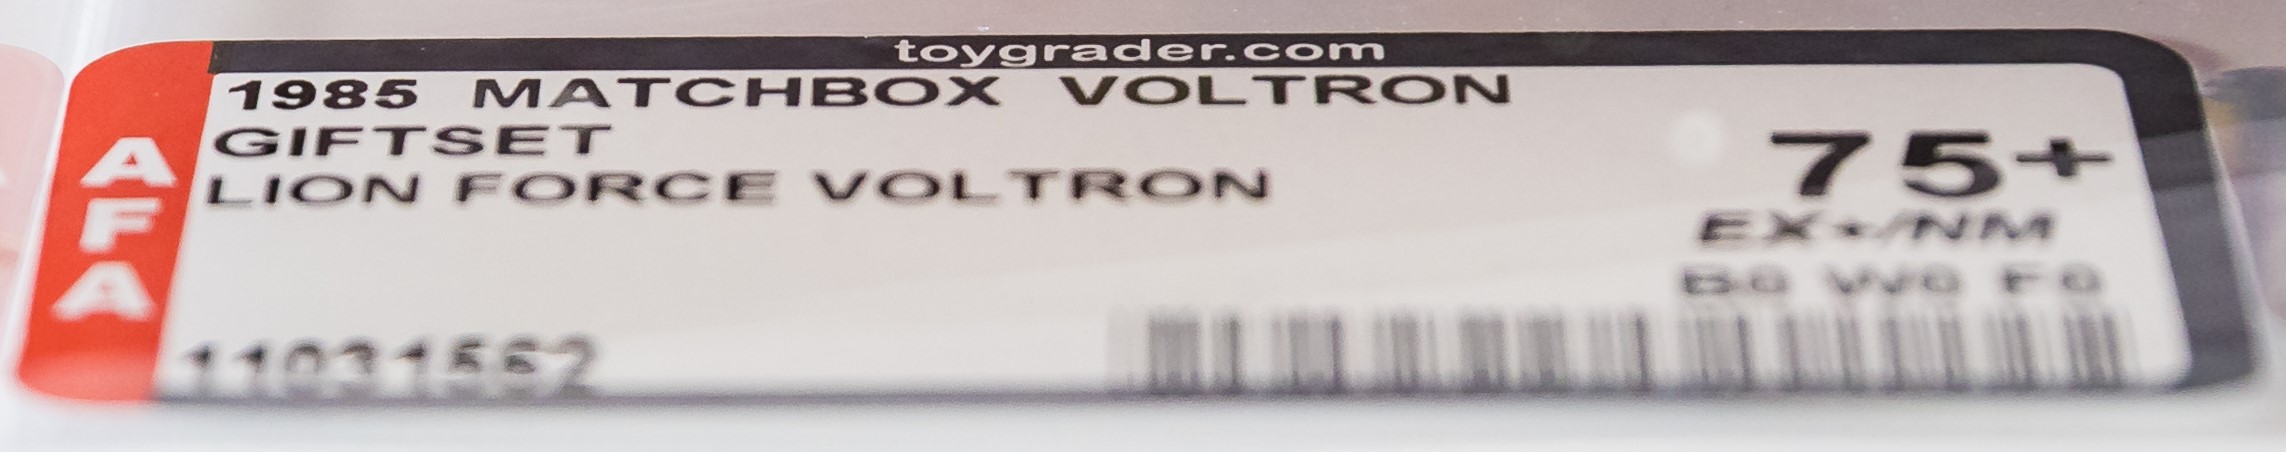 toygrader.com
1985 MATCHBOX VOLTRON
GIFTSET
LION FORCE VOLTRON
75+
EX+/NM
AFA